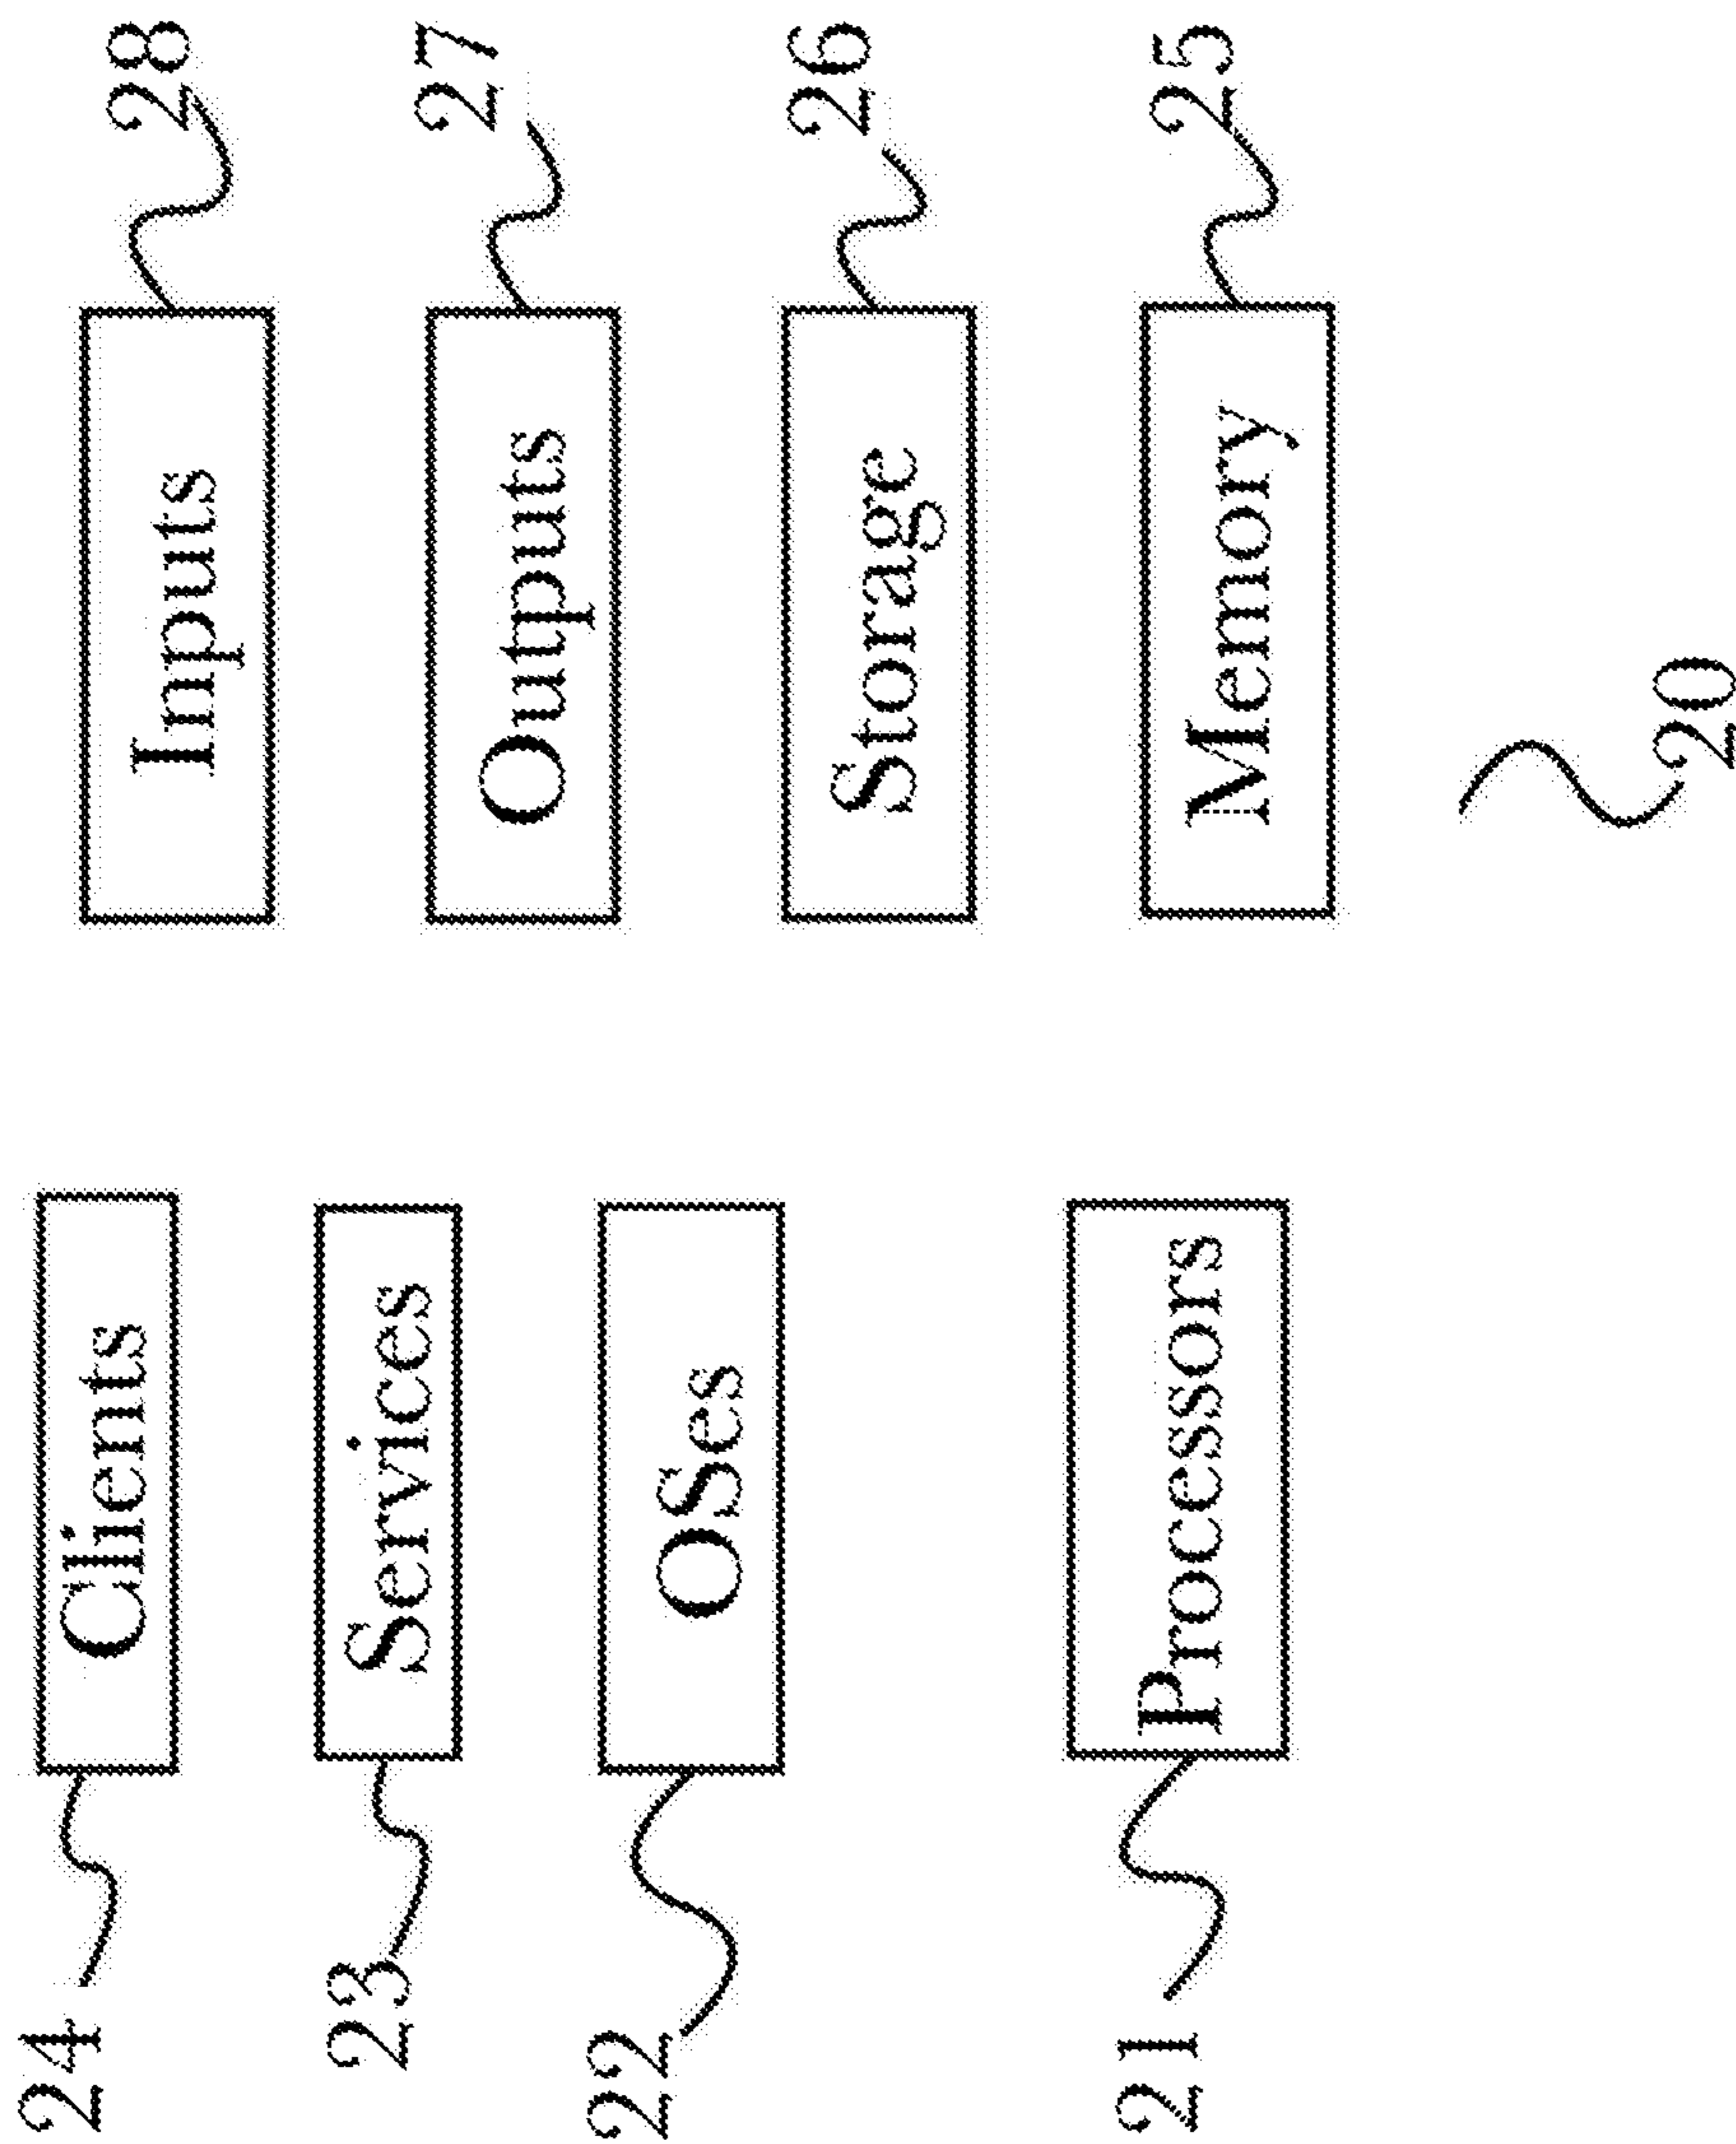 24
Clients
Inputs
28
23
Services
Outputs
27
22
OSes
Storage
26
21
Processors
Memory
25
20